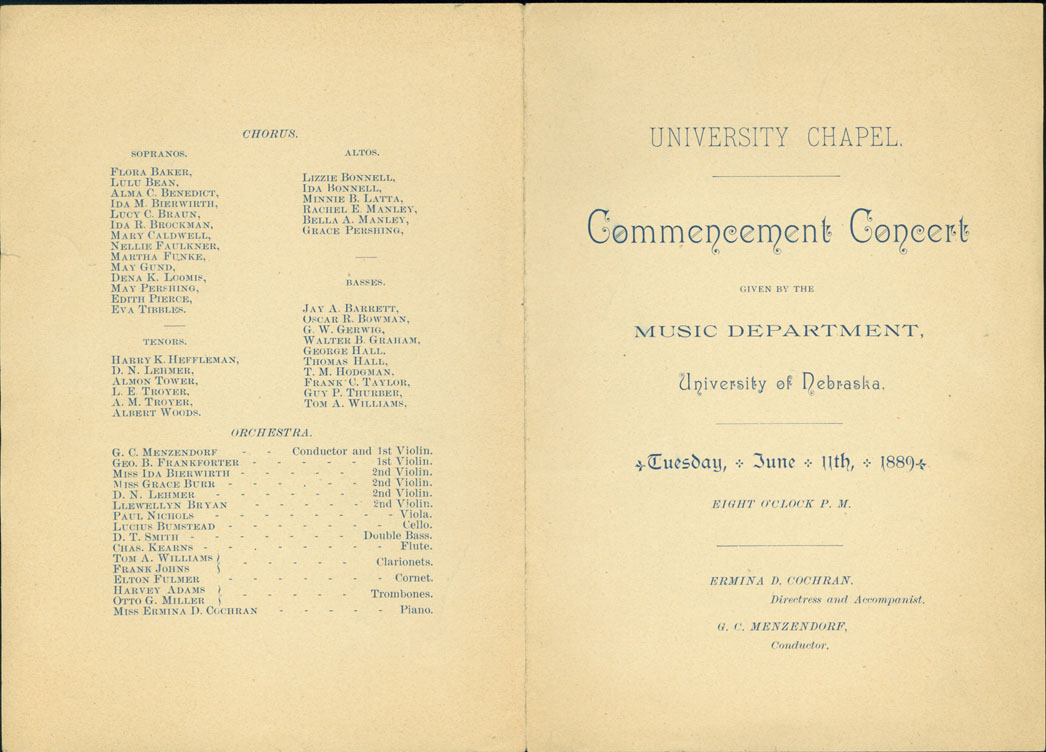 CHORUS.
SOPRANOS.
FLORA BAKER,
LULU BEAN,
ALMA C. BENEDICT,
IDA M. BIERWIRTH,
LUCY C. BRAUN,
IDA R. BROCKMAN,
MARY CALDWELL,
NELLIE FAULKNER,
MARTHA FUNKE,
MAY GUND,
DENA K. LOOMIS,
MAY PERSHING,
EDITH PIERCE,
EVA TIBBLES.
TENORS.
HARRY K. HEFFLEMAN,
D. N. LEHMER,
ALMON TOWER,
L. E. TROYER,
A. M. TROYER,
ALBERT WOODS.
ALTOS.
LIZZIE BONNELL,
IDA BONNELL,
MINNIE B. LATTA,
RACHEL E. MANLEY,
BELLA A. MANLEY,
GRACE PERSHING,
BASSES.
JAY A. BARRETT,
OSCAR R. BOWMAN,
G. W. GERWIG,
WALTER B. GRAHAM,
GEORGE HALL,
THOMAS HALL,
T. M. HODGMAN,
FRANK C. TAYLOR,
GUY P. THURBER,
TOM A. WILLIAMS,
ORCHESTRA.
G. C. MENZENDORF - - Conductor and 1st Violin.
GEO. B. FRANKFORTER - - - - - 1st Violin.
MISS IDA BIERWIRTH - - - - - - 2nd Violin.
MISS GRACE BURR - - - - - - 2nd Violin.
D. N. LEHMER - - - - - - 2nd Violin.
LLEWELLYN BRYAN - - - - - - 2nd Violin.
PAUL NICHOLS - - - - - - - Viola.
LUCIUS BUMSTEAD - - - - - - - Cello.
D. T. SMITH - - - - - - - Double Bass.
CHAS. KEARNS - - - - - - - Flute.
TOM A. WILLIAMS }
FRANK JOHNS } - - - - - Clarionets.
ELTON FULMER - - - - - - - Cornet.
HARVEY ADAMS }
OTTO G. MILLER } - - - - - - Trombones.
MISS ERMINA D. COCHRAN - - - - - Piano.
UNIVERSITY CHAPEL.
Commencement Concert
GIVEN BY THE
MUSIC DEPARTMENT,
University of Nebraska.
Tuesday, June 11th, 1889
EIGHT O'CLOCK P. M.
ERMINA D. COCHRAN,
Directress and Accompanist.
G. C. MENZENDORF,
Conductor.